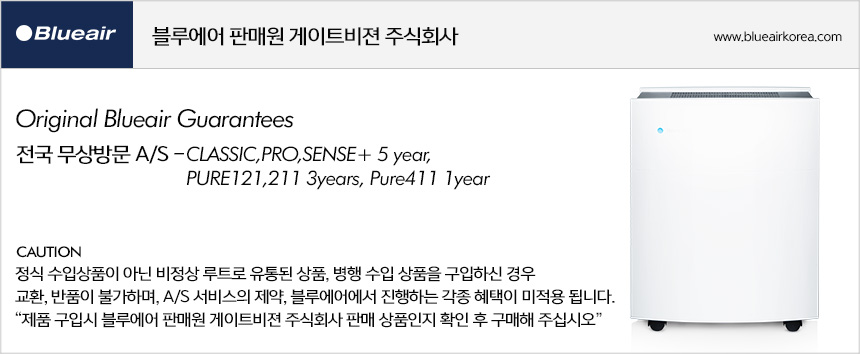 Blueair
블루에어 판매원 게이트비젼 주식회사
www.blueairkorea.com
Original Blueair Guarantees
전국 무상방문 A/S – CLASSIC,PRO,SENSE+ 5 year,
PURE121,211 3years, Pure411 1year
CAUTION
정식 수입상품이 아닌 비정상 루트로 유통된 상품, 병행 수입 상품을 구입하신 경우
교환, 반품이 불가하며, A/S 서비스의 제약, 블루에어에서 진행하는 각종 혜택이 미적용 됩니다.
“제품 구입시 블루에어 판매원 게이트비젼 주식회사 판매 상품인지 확인 후 구매해 주십시오”